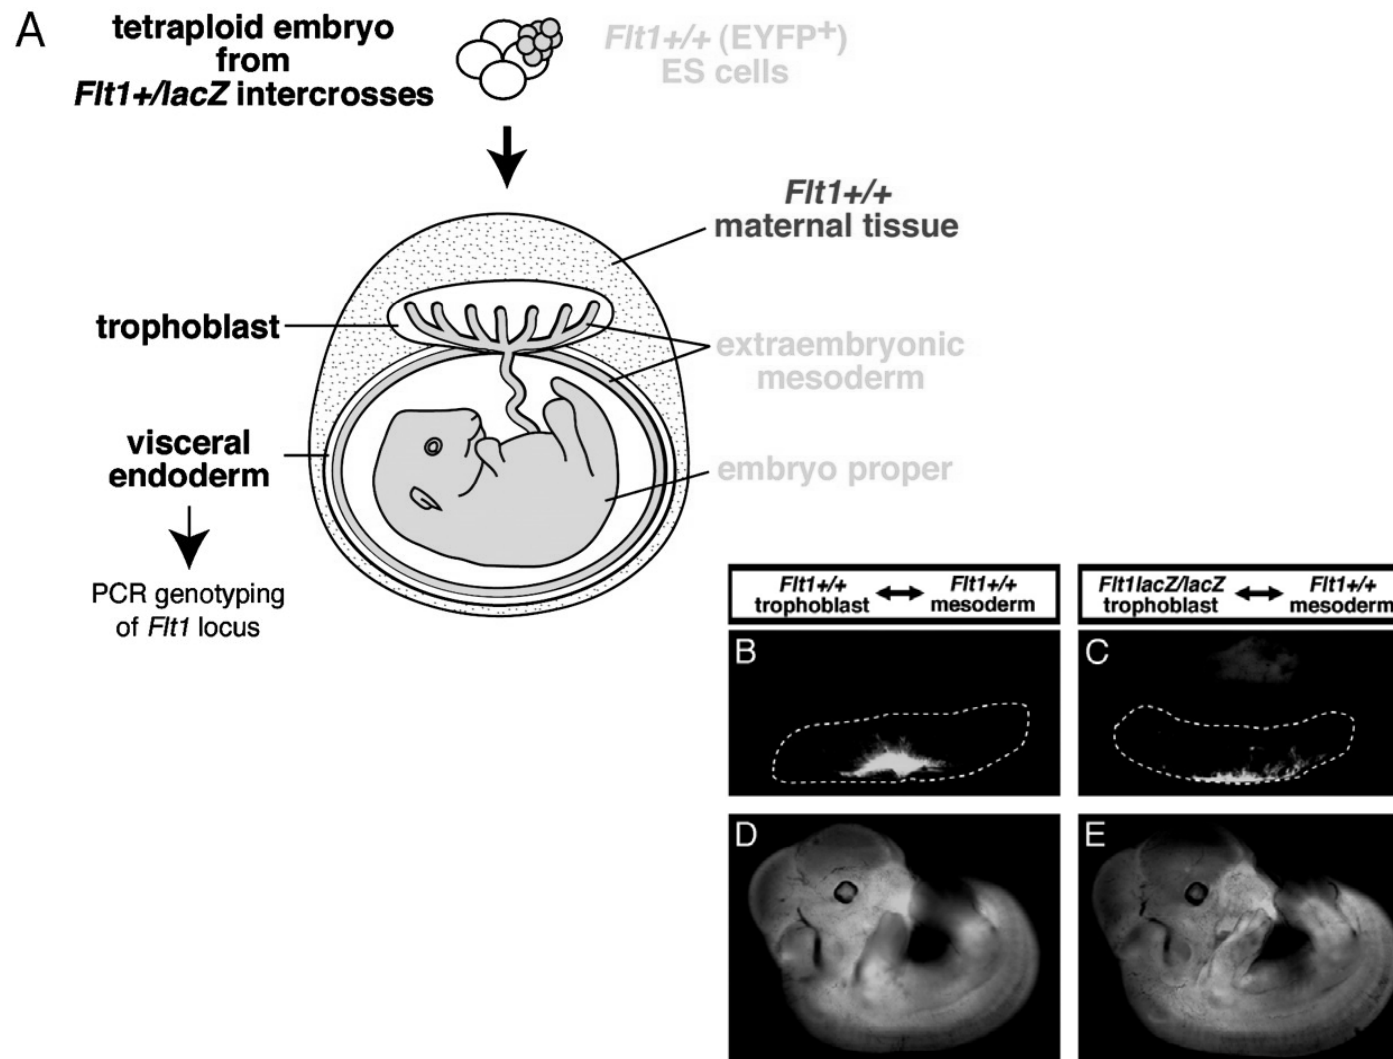 A
tetraploid embryo
from
Flt1+/lacZ intercrosses
Flt1+/+ (EYFP+)
ES cells
Flt1+/+
maternal tissue
trophoblast
extraembryonic
mesoderm
visceral
endoderm
embryo proper
PCR genotyping
of Flt1 locus
Flt1+/+
trophoblast
Flt1+/+
mesoderm
Flt1lacZ/lacZ
trophoblast
Flt1+/+
mesoderm
B
C
D
E